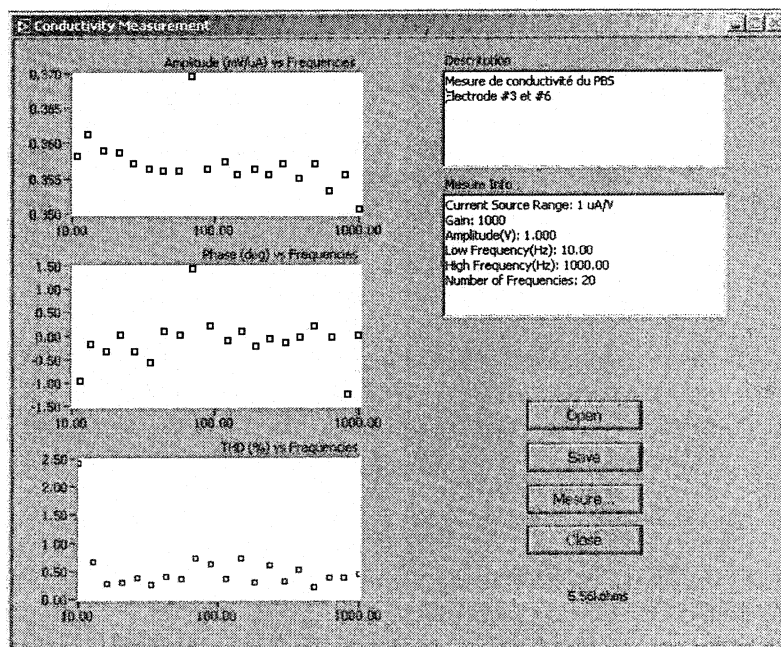 Conductivity Measurement
Amplitude (mV/uA) vs Frequencies
0.370
0.365
0.360
0.355
0.350
10.00 100.00 1000.00
Phase (deg) vs Frequencies
1.50
1.00
0.50
0.00
-0.50
-1.00
-1.50
10.00 100.00 1000.00
THD (%) vs Frequencies
2.50
2.00
1.50
1.00
0.50
0.00
10.00 100.00 1000.00
Description
Mesure de conductivité du PBS
Electrode #3 et #6
Mesure Info
Current Source Range: 1 uA/V
Gain: 1000
Amplitude(V): 1.000
Low Frequency(Hz): 10.00
High Frequency(Hz): 1000.00
Number of Frequencies: 20
Open
Save
Mesure...
Close